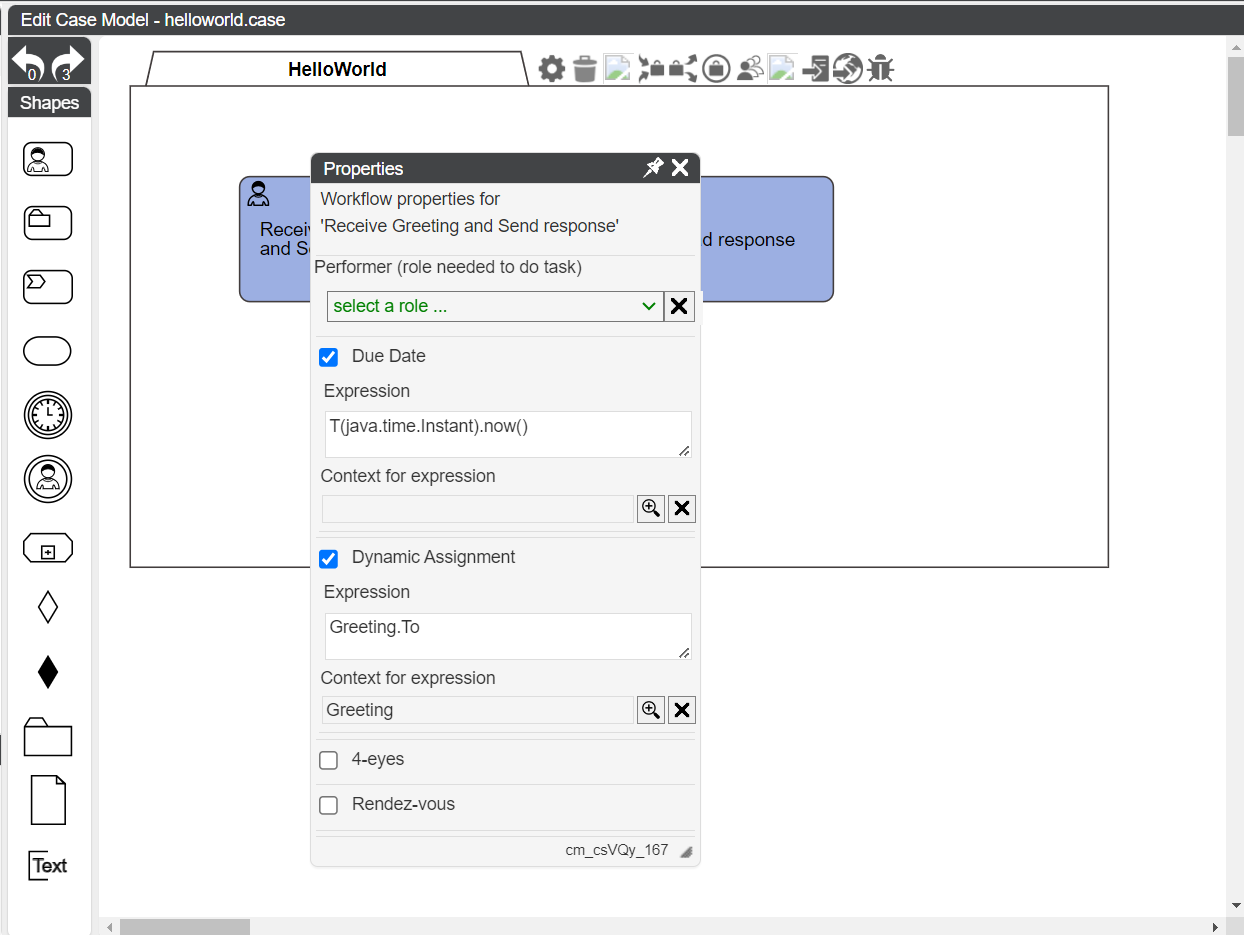 Edit Case Model - helloworld.case
0 3
Shapes
HelloWorld
Properties
Workflow properties for
'Receive Greeting and Send response'
and
response
Performer (role needed to do task)
select a role ...
Due Date
Expression
T(java.time.Instant).now()
Context for expression
Dynamic Assignment
Expression
Greeting.To
Context for expression
Greeting
4-eyes
Rendez-vous
cm_csVQy_167
Text